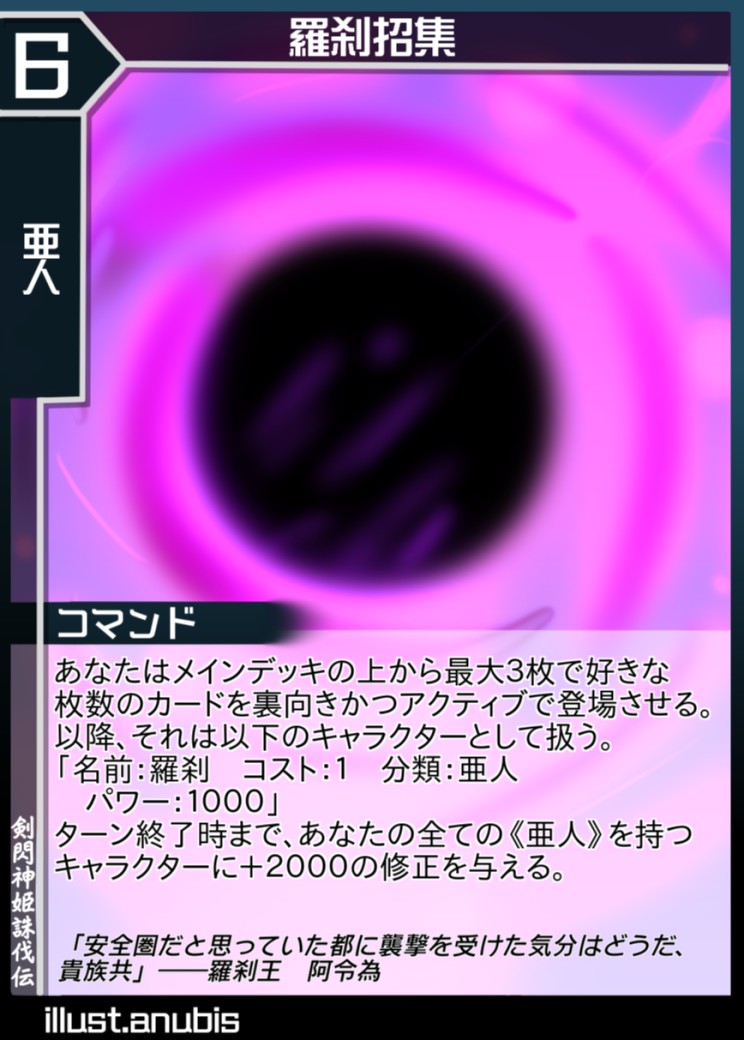 6
羅刹招集
亜人
コマンド
あなたはメインデッキの上から最大3枚で好きな
枚数のカードを裏向きかつアクティブで登場させる。
以降、それは以下のキャラクターとして扱う。
「名前:羅刹　コスト:1　分類:亜人
　パワー:1000」
ターン終了時まで、あなたの全ての《亜人》を持つ
キャラクターに+2000の修正を与える。
「安全圏だと思っていた都に襲撃を受けた気分はどうだ、
貴族共」──羅刹王　阿令為
剣閃神姫誅伐伝
illust.anubis